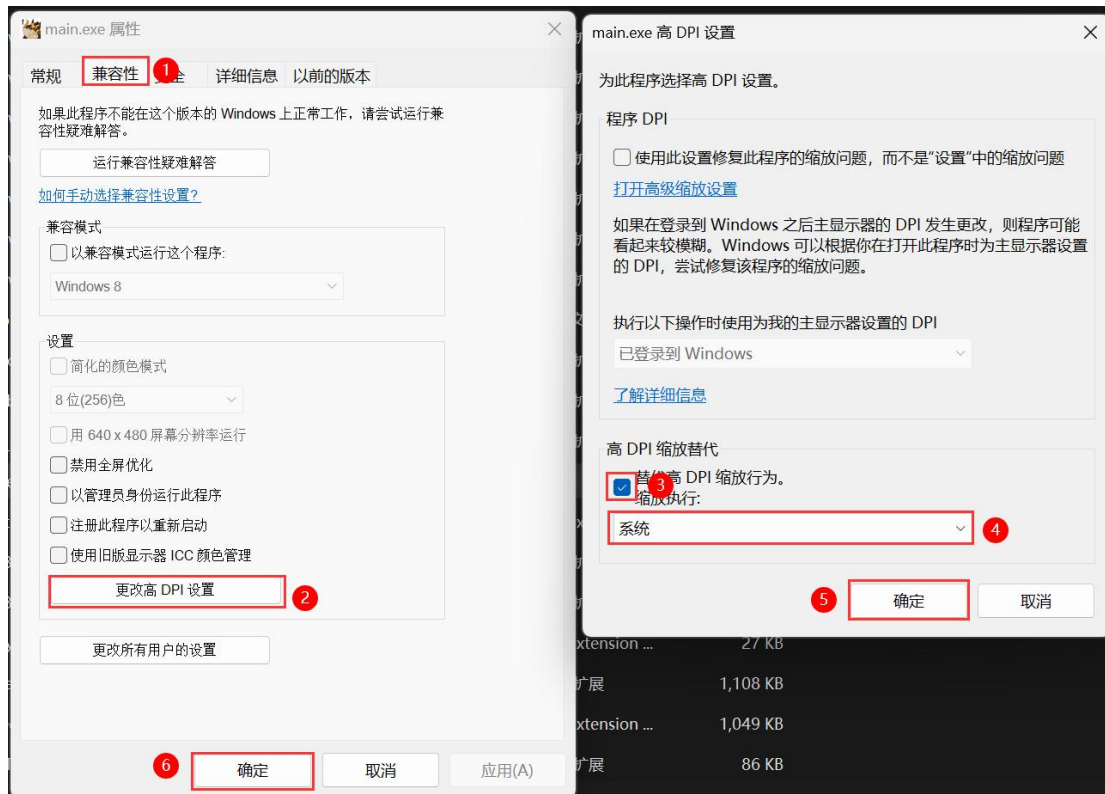 main.exe 属性
常规
兼容性
1
全
详细信息
以前的版本
如果此程序不能在这个版本的 Windows 上正常工作，请尝试运行兼
容性疑难解答。
运行兼容性疑难解答
如何手动选择兼容性设置?
兼容模式
以兼容模式运行这个程序:
Windows 8
设置
简化的颜色模式
8 位(256)色
用 640 x 480 屏幕分辨率运行
禁用全屏优化
以管理员身份运行此程序
注册此程序以重新启动
使用旧版显示器 ICC 颜色管理
更改高 DPI 设置
2
更改所有用户的设置
6
确定
取消
应用(A)
main.exe 高 DPI 设置
为此程序选择高 DPI 设置。
程序 DPI
使用此设置修复此程序的缩放问题，而不是“设置”中的缩放问题
打开高级缩放设置
如果在登录到 Windows 之后主显示器的 DPI 发生更改，则程序可能
看起来较模糊。Windows 可以根据你在打开此程序时为主显示器设置
的 DPI，尝试修复该程序的缩放问题。
执行以下操作时使用为我的主显示器设置的 DPI
已登录到 Windows
了解详细信息
高 DPI 缩放替代
替代高 DPI 缩放行为。
3
缩放执行:
系统
4
5
确定
取消
xtension ... 27 KB
扩展 1,108 KB
xtension ... 1,049 KB
扩展 86 KB